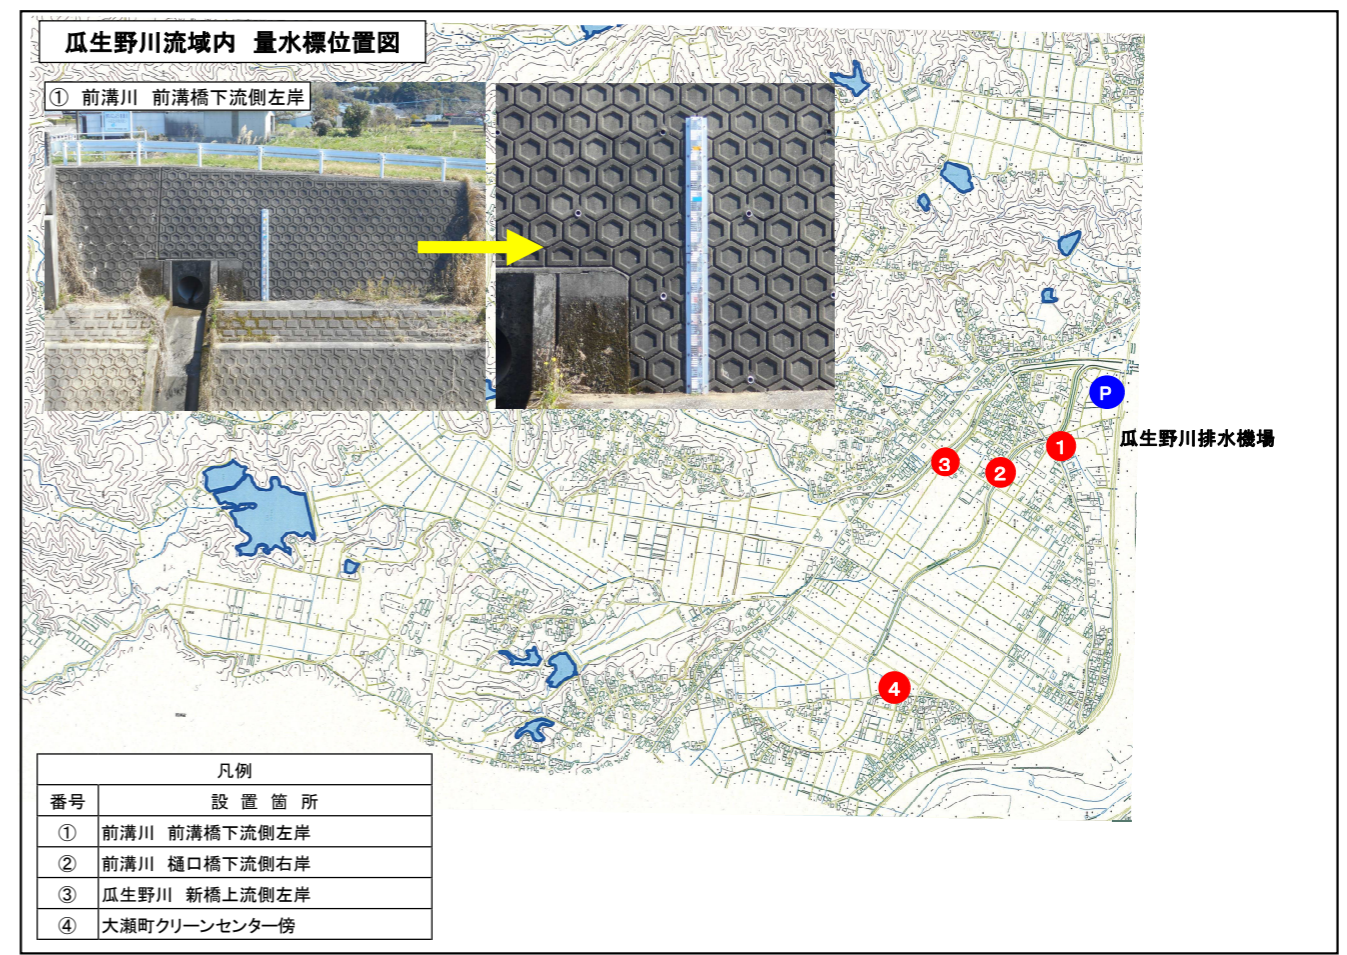 瓜生野川流域内　量水標位置図
① 前溝川　前溝橋下流側左岸
P
瓜生野川排水機場
1
2
3
4
凡例
番号 設 置 箇 所
① 前溝川　前溝橋下流側左岸
② 前溝川　樋口橋下流側右岸
③ 瓜生野川　新橋上流側左岸
④ 大瀬町クリーンセンター傍